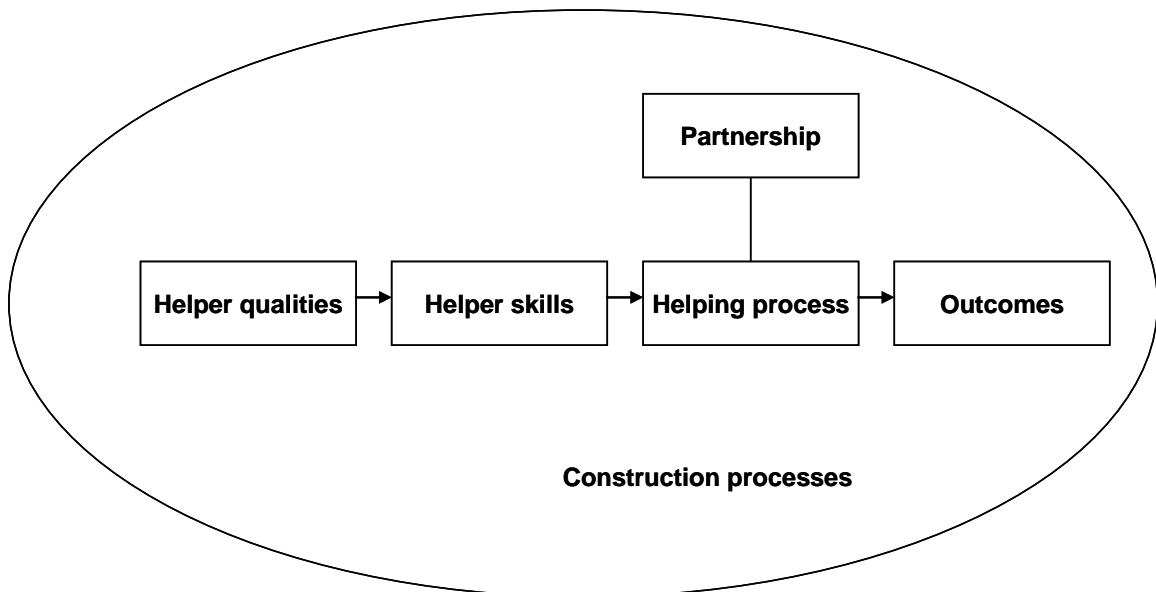 Partnership
Helper qualities
Helper skills
Helping process
Outcomes
Construction processes